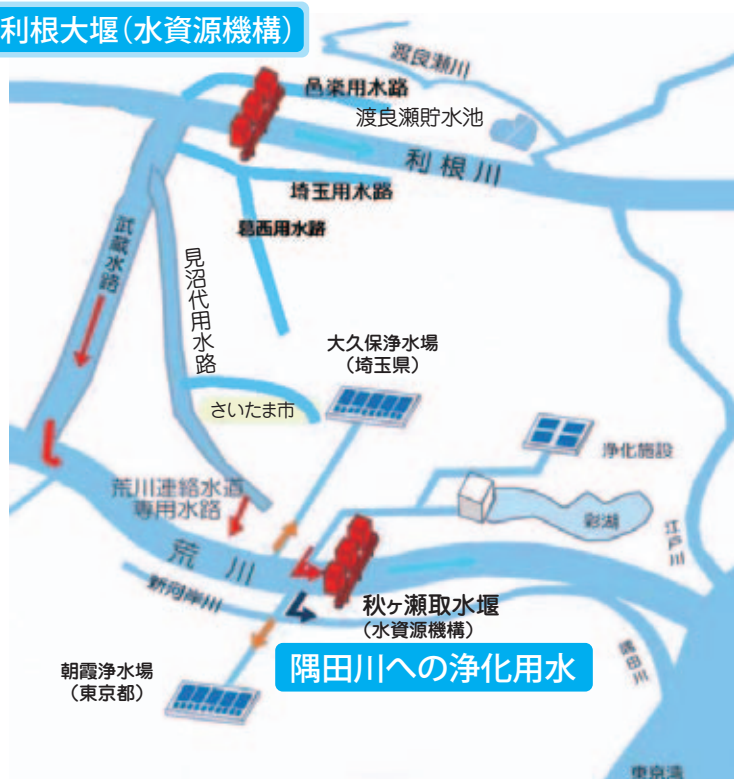 利根大堰（水資源機構）
渡良瀬川
邑楽用水路
渡良瀬貯水池
利根川
埼玉用水路
葛西用水路
武蔵水路
見沼代用水路
大久保浄水場
（埼玉県）
さいたま市
浄化施設
荒川連絡水道
専用水路
彩湖
江戸川
荒川
新河岸川
秋ヶ瀬取水堰
（水資源機構）
隅田川への浄化用水
隅田川
朝霞浄水場
（東京都）
東京湾